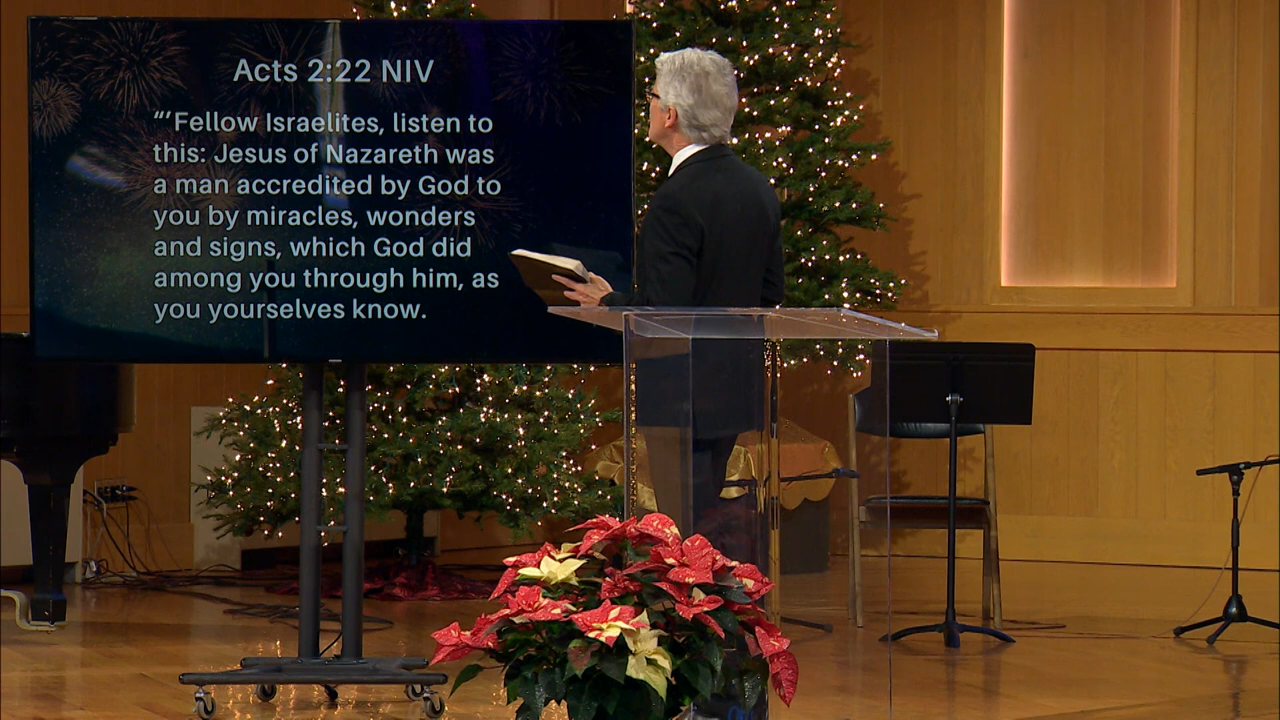 Acts 2:22 NIV
“‘Fellow Israelites, listen to
this: Jesus of Nazareth was
a man accredited by God to
you by miracles, wonders
and signs, which God did
among you through him, as
you yourselves know.